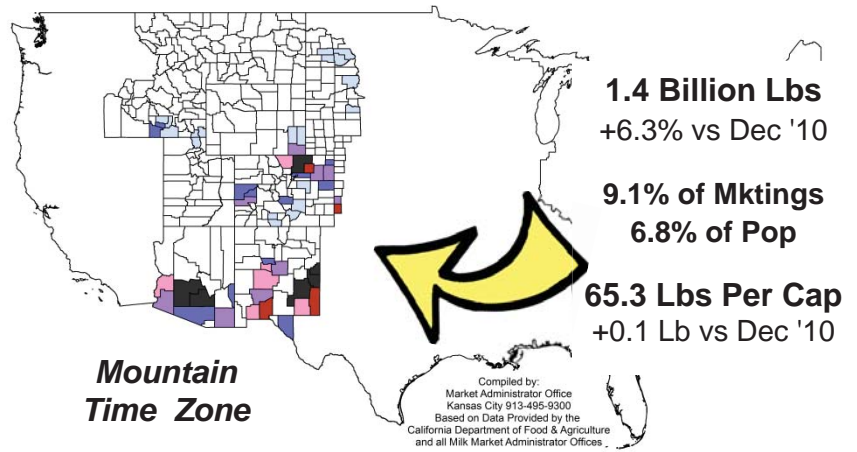 1.4 Billion Lbs
+6.3% vs Dec '10
9.1% of Mktings
6.8% of Pop
65.3 Lbs Per Cap
+0.1 Lb vs Dec '10
Mountain
Time Zone
Compiled by:
Market Administrator Office
Kansas City 913-495-9300
Based on Data Provided by the
California Department of Food & Agriculture
and all Milk Market Administrator Offices